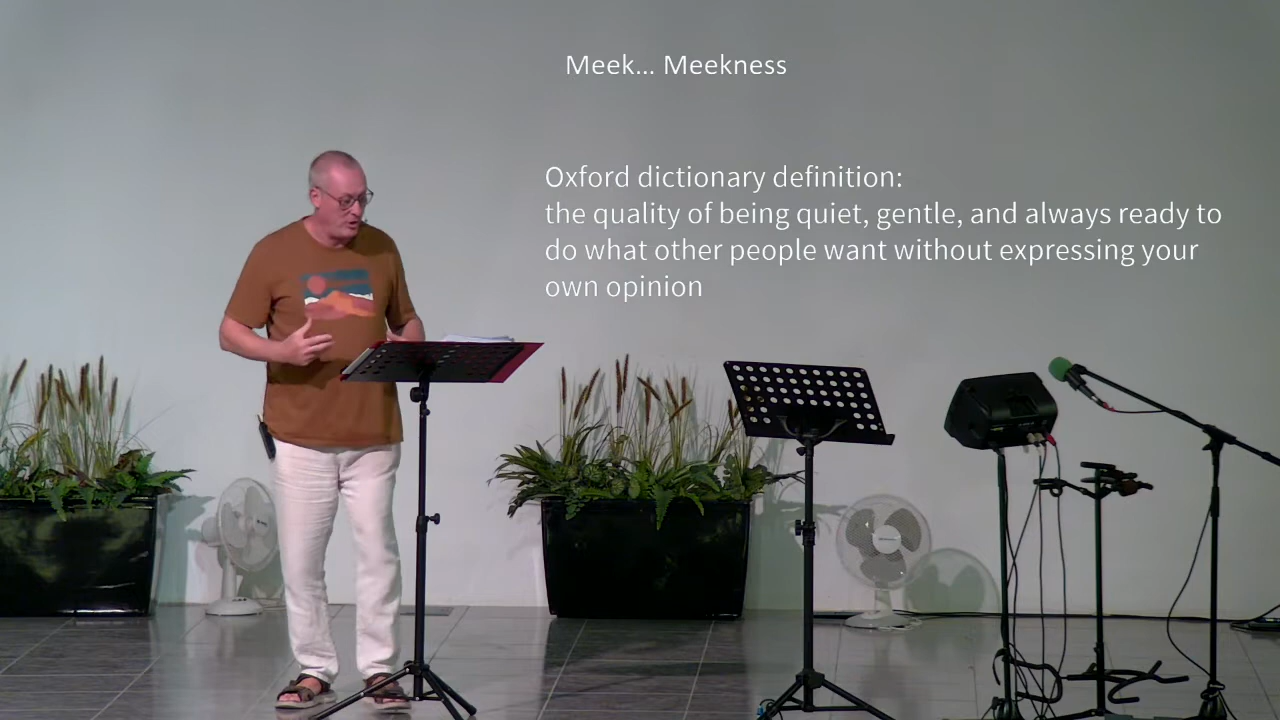 Meek... Meekness
Oxford dictionary definition:
the quality of being quiet, gentle, and always ready to
do what other people want without expressing your
own opinion